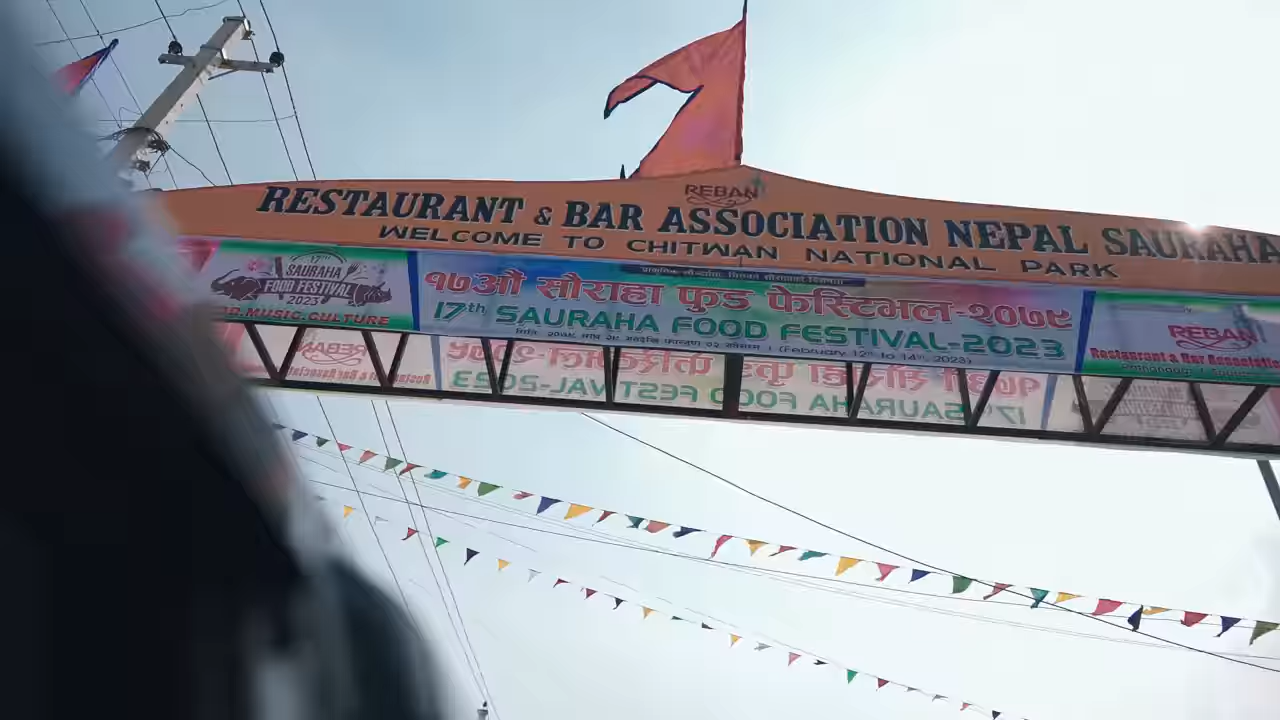 REBAN
RESTAURANT & BAR ASSOCIATION NEPAL SAURAHA
WELCOME TO CHITWAN NATIONAL PARK
17th
SAURAHA
FOOD FESTIVAL
2023
D.MUSIC.CULTURE
१७औं सौराहा फुड फेस्टिभल-२०७९
17th SAURAHA FOOD FESTIVAL-2023
(February 12th to 14th, 2023)
REBAN
Restaurant & Bar Association